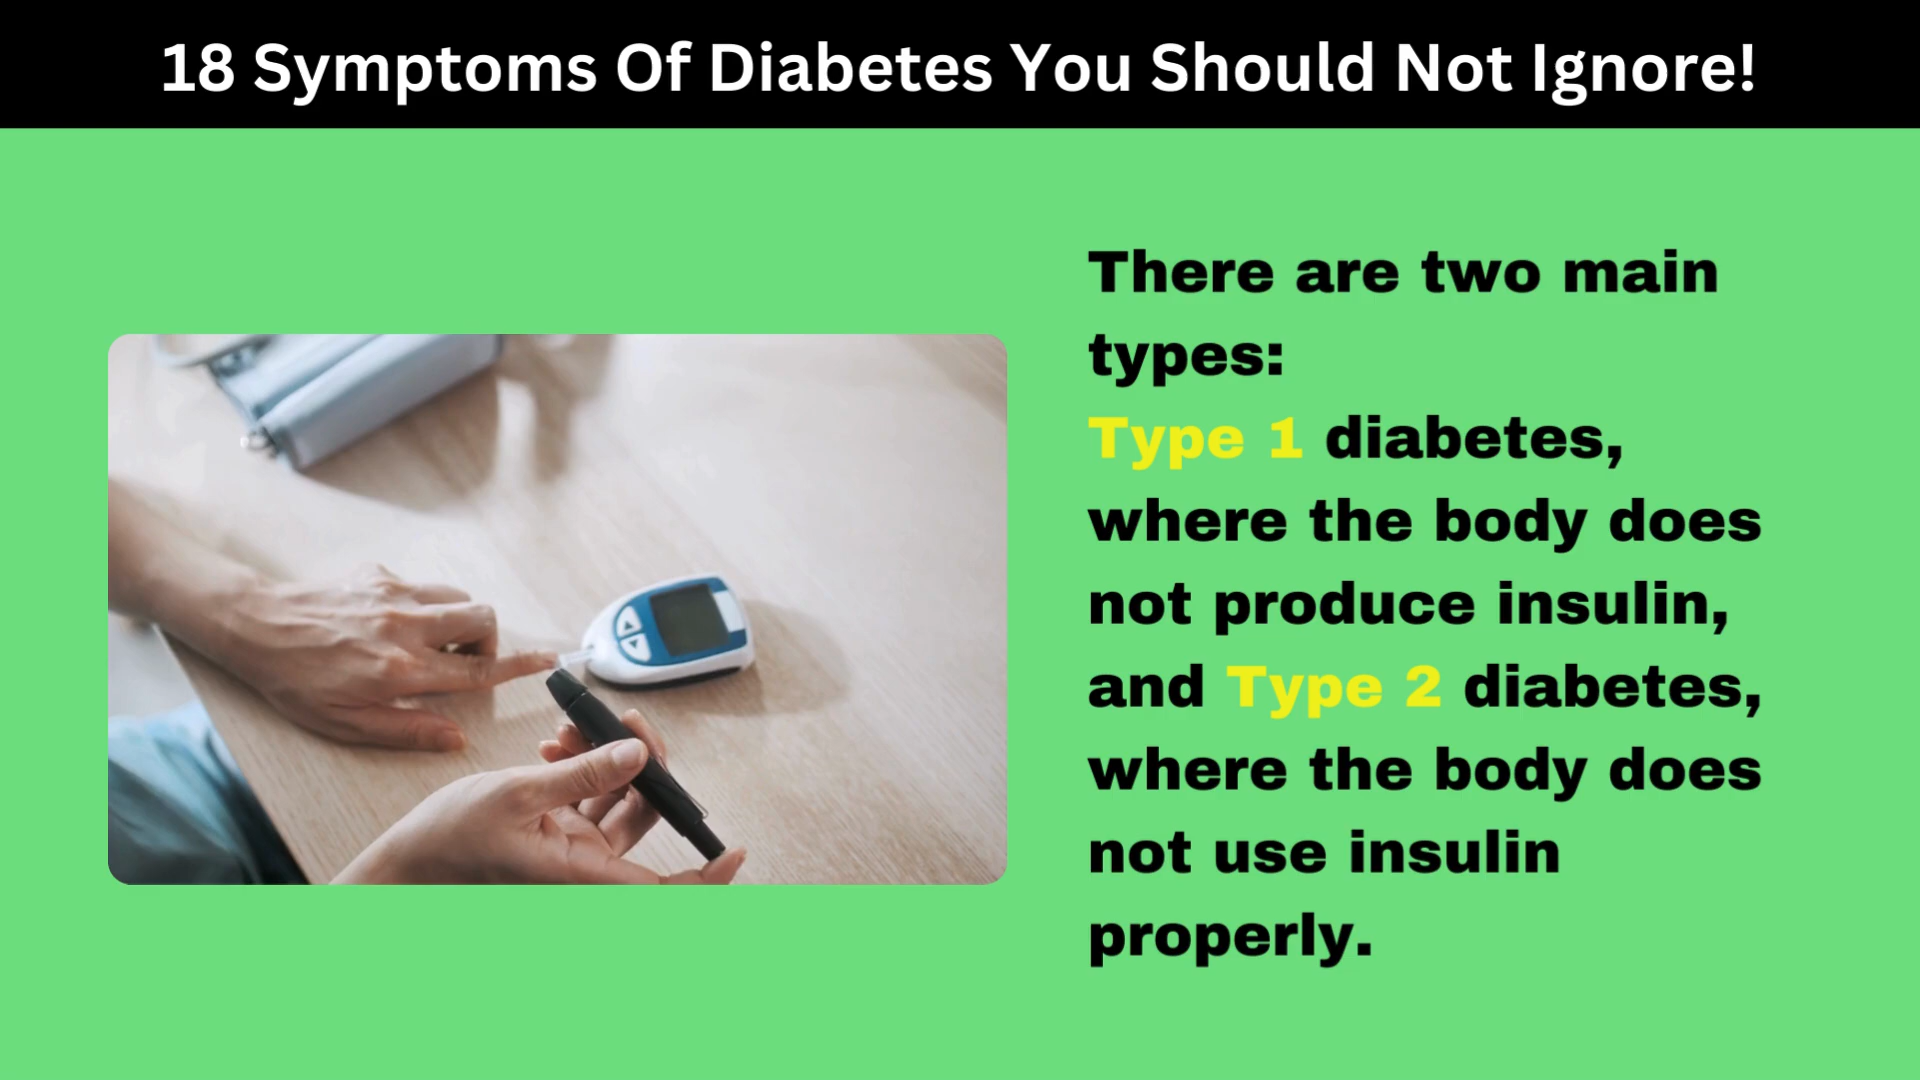 18 Symptoms Of Diabetes You Should Not Ignore!
There are two main
types:
Type 1 diabetes,
where the body does
not produce insulin,
and Type 2 diabetes,
where the body does
not use insulin
properly.